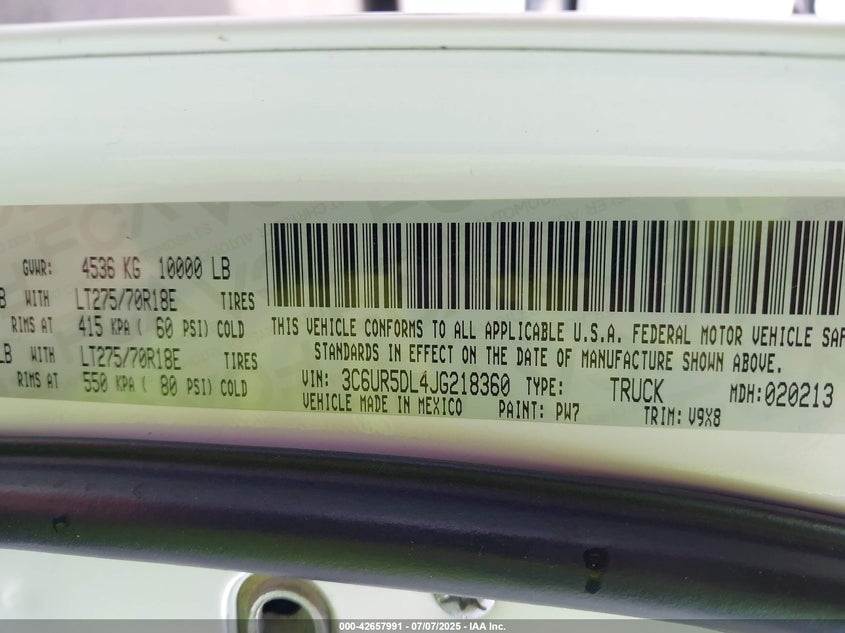 GVWR: 4536 KG 10000 LB
B WITH LT275/70R18E TIRES
RIMS AT 415 KPA ( 60 PSI) COLD
LB WITH LT275/70R18E TIRES
RIMS AT 550 KPA ( 80 PSI) COLD
THIS VEHICLE CONFORMS TO ALL APPLICABLE U.S.A. FEDERAL MOTOR VEHICLE SAF
STANDARDS IN EFFECT ON THE DATE OF MANUFACTURE SHOWN ABOVE.
VIN: 3C6UR5DL4JG218360 TYPE: TRUCK MDH:020213
VEHICLE MADE IN MEXICO PAINT: PW7 TRIM: V9X8
000-42657991 - 07/07/2025 - IAA Inc.